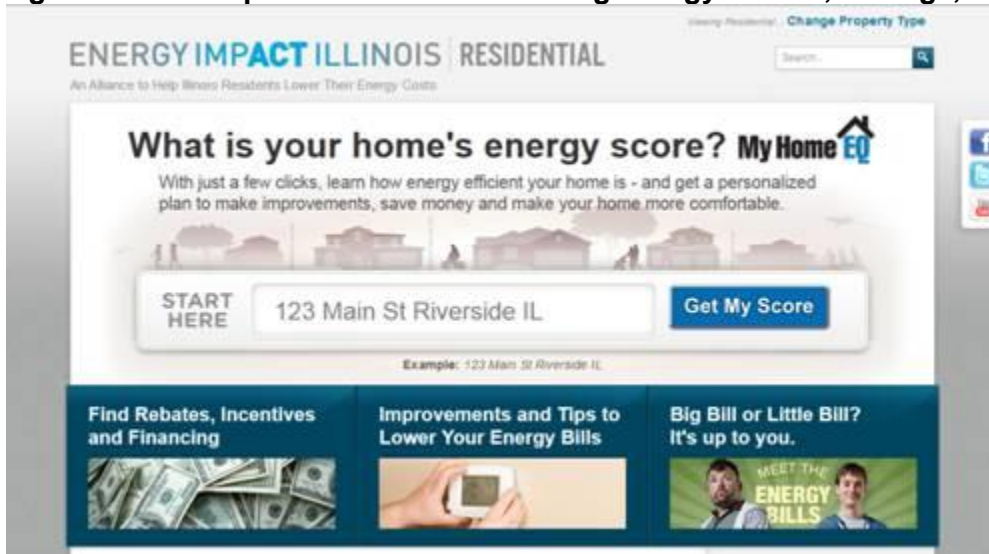 Viewing Residential Change Property Type
ENERGY IMPACT ILLINOIS RESIDENTIAL
Search..
An Alliance to Help Illinois Residents Lower Their Energy Costs
What is your home's energy score? My Home EQ
With just a few clicks, learn how energy efficient your home is - and get a personalized
plan to make improvements, save money and make your home more comfortable.
START
HERE
123 Main St Riverside IL
Get My Score
Example: 123 Main St Riverside IL
Find Rebates, Incentives
and Financing
Improvements and Tips to
Lower Your Energy Bills
Big Bill or Little Bill?
It's up to you.
MEET THE
ENERGY
BILLS